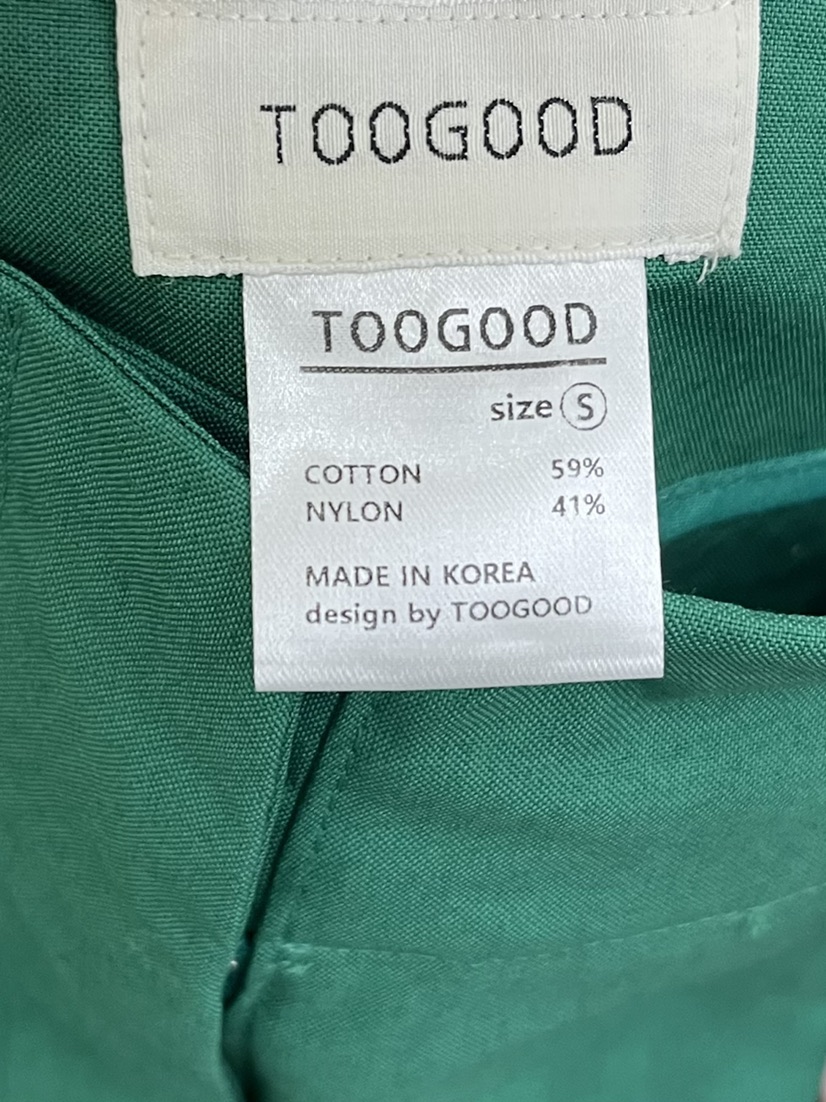 TOOGOOD
TOOGOOD
size S
COTTON 59%
NYLON 41%
MADE IN KOREA
design by TOOGOOD